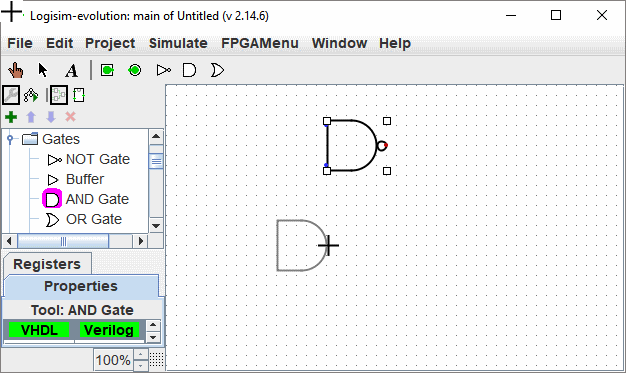 Logisim-evolution: main of Untitled (v 2.14.6)
File Edit Project Simulate FPGAMenu Window Help
A
Gates
NOT Gate
Buffer
AND Gate
OR Gate
Registers
Properties
Tool: AND Gate
VHDL Verilog
100%